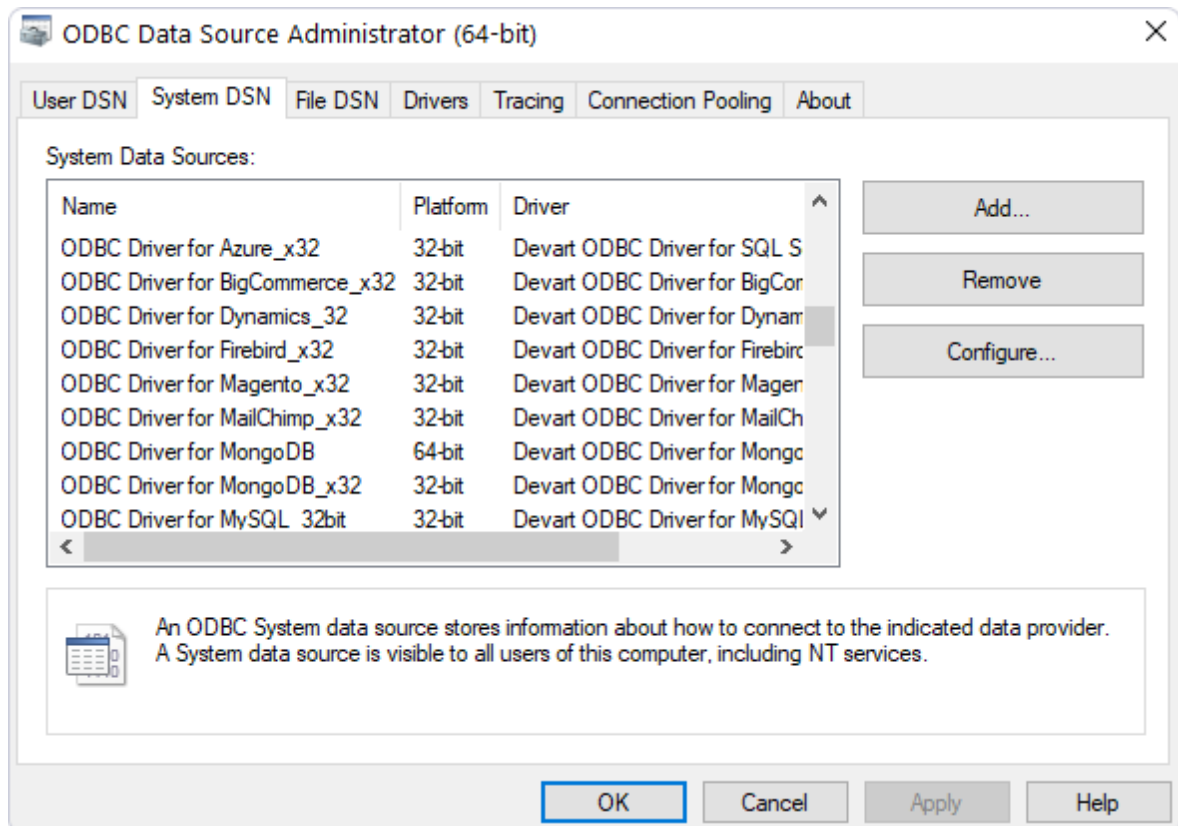 ODBC Data Source Administrator (64-bit)
User DSN System DSN File DSN Drivers Tracing Connection Pooling About
System Data Sources:
Name Platform Driver
Add...
ODBC Driver for Azure_x32 32-bit Devart ODBC Driver for SQL S
ODBC Driver for BigCommerce_x32 32-bit Devart ODBC Driver for BigCor
Remove
ODBC Driver for Dynamics_32 32-bit Devart ODBC Driver for Dynam
ODBC Driver for Firebird_x32 32-bit Devart ODBC Driver for Firebirc
Configure...
ODBC Driver for Magento_x32 32-bit Devart ODBC Driver for Magen
ODBC Driver for MailChimp_x32 32-bit Devart ODBC Driver for MailCh
ODBC Driver for MongoDB 64-bit Devart ODBC Driver for Mongo
ODBC Driver for MongoDB_x32 32-bit Devart ODBC Driver for Mongo
ODBC Driver for MySQL_32bit 32-bit Devart ODBC Driver for MySQL
An ODBC System data source stores information about how to connect to the indicated data provider.
A System data source is visible to all users of this computer, including NT services.
OK Cancel Apply Help